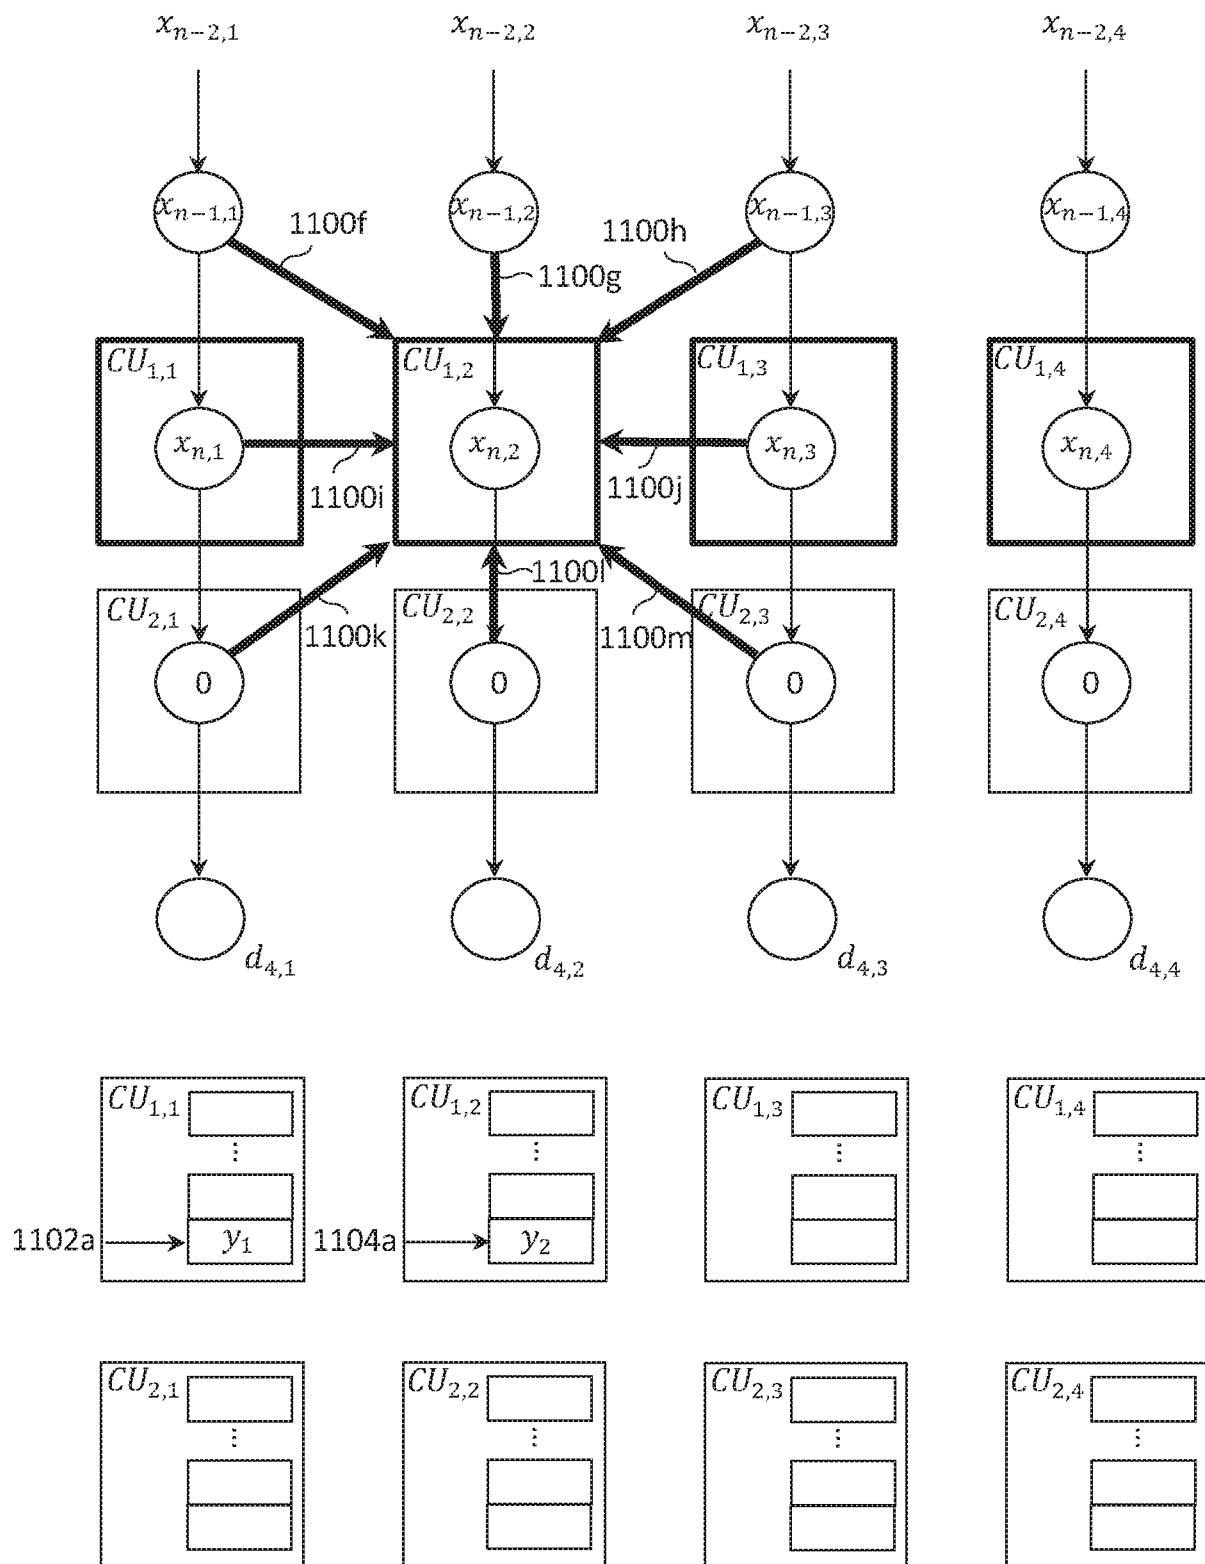 x_{n−2,1} x_{n−2,2} x_{n−2,3} x_{n−2,4}
x_{n−1,1} x_{n−1,2} x_{n−1,3} x_{n−1,4}
1100f 1100g 1100h
CU_{1,1} CU_{1,2} CU_{1,3} CU_{1,4}
x_{n,1} x_{n,2} x_{n,3} x_{n,4}
1100i 1100j
1100l
CU_{2,1} CU_{2,2} CU_{2,3} CU_{2,4}
1100k 1100m
0 0 0 0
d_{4,1} d_{4,2} d_{4,3} d_{4,4}
CU_{1,1} CU_{1,2} CU_{1,3} CU_{1,4}
⋮ ⋮ ⋮ ⋮
1102a y_1 1104a y_2
CU_{2,1} CU_{2,2} CU_{2,3} CU_{2,4}
⋮ ⋮ ⋮ ⋮